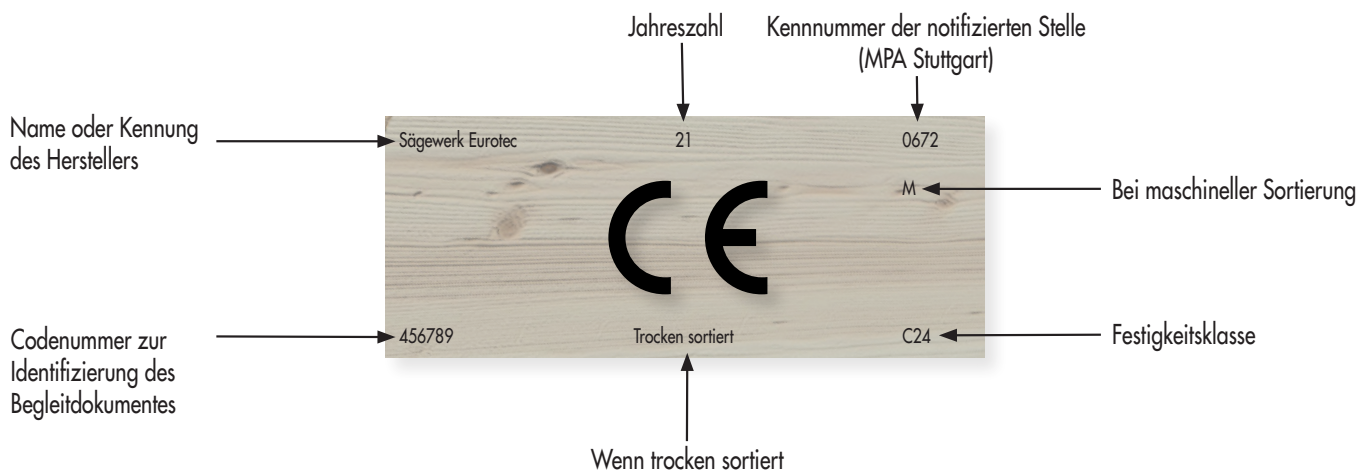 Jahreszahl
Kennnummer der notifizierten Stelle
(MPA Stuttgart)
Name oder Kennung
des Herstellers
Sägewerk Eurotec
21
0672
M
Bei maschineller Sortierung
CE
Codenummer zur
Identifizierung des
Begleitdokumentes
456789
Trocken sortiert
C24
Festigkeitsklasse
Wenn trocken sortiert